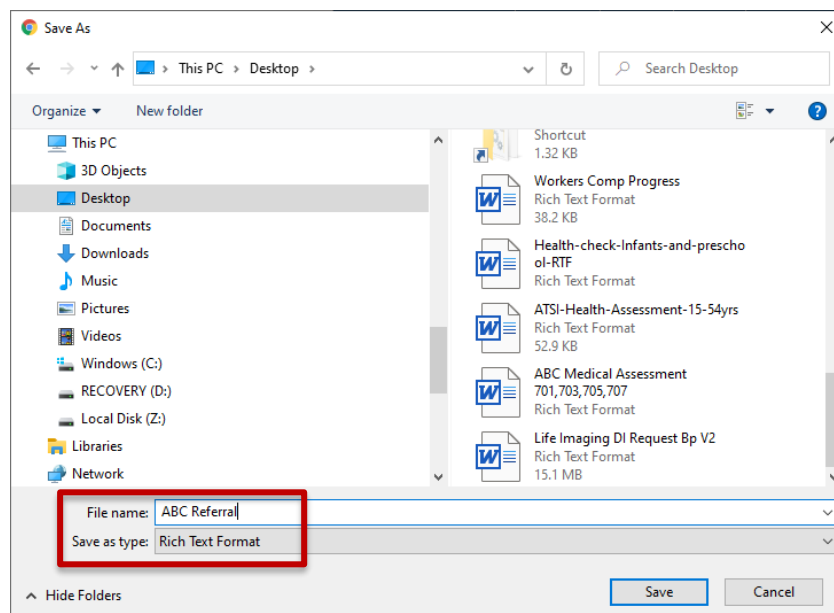 Save As
This PC > Desktop >
Search Desktop
Organize
New folder
This PC
3D Objects
Desktop
Documents
Downloads
Music
Pictures
Videos
Windows (C:)
RECOVERY (D:)
Local Disk (Z:)
Libraries
Network
Shortcut
1.32 KB
Workers Comp Progress
Rich Text Format
38.2 KB
Health-check-Infants-and-prescho
ol-RTF
Rich Text Format
ATSI-Health-Assessment-15-54yrs
Rich Text Format
52.9 KB
ABC Medical Assessment
701,703,705,707
Rich Text Format
Life Imaging DI Request Bp V2
Rich Text Format
15.1 MB
File name: ABC Referral
Save as type: Rich Text Format
Hide Folders
Save
Cancel